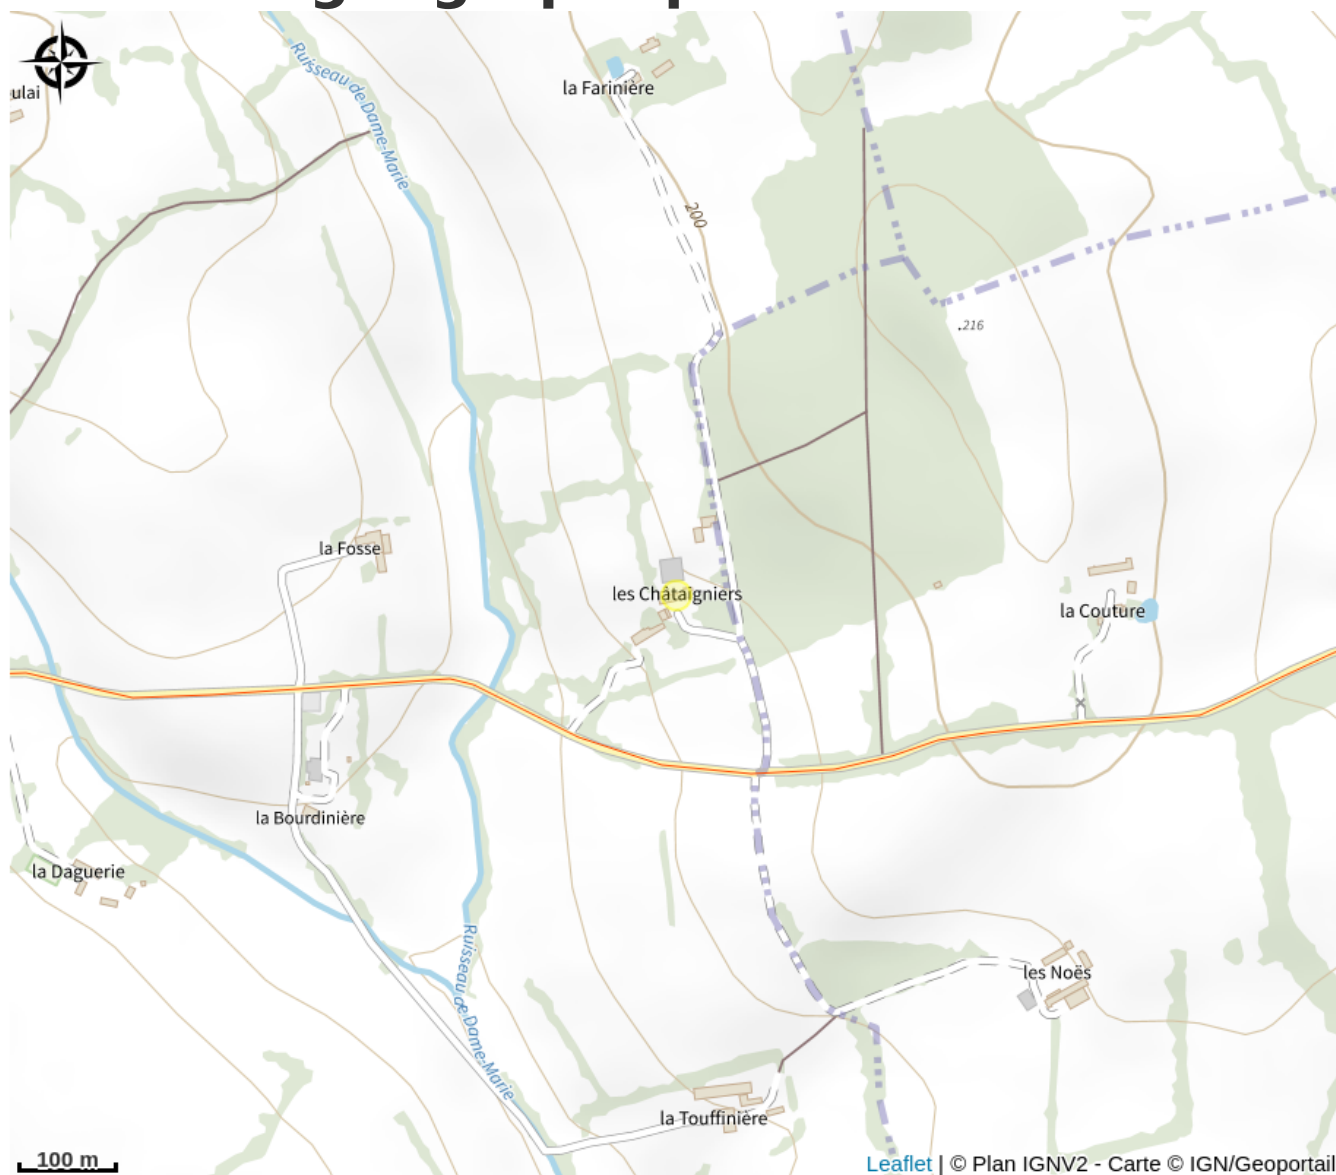 ulai
Ruisseau de Dame-Marie
la Farinière
200
.216
la Fosse
les Châtaigniers
la Couture
la Bourdinière
la Daguerie
Ruisseau de Dame-Marie
les Noës
la Touffinière
100 m
Leaflet | © Plan IGNV2 - Carte © IGN/Geoportail